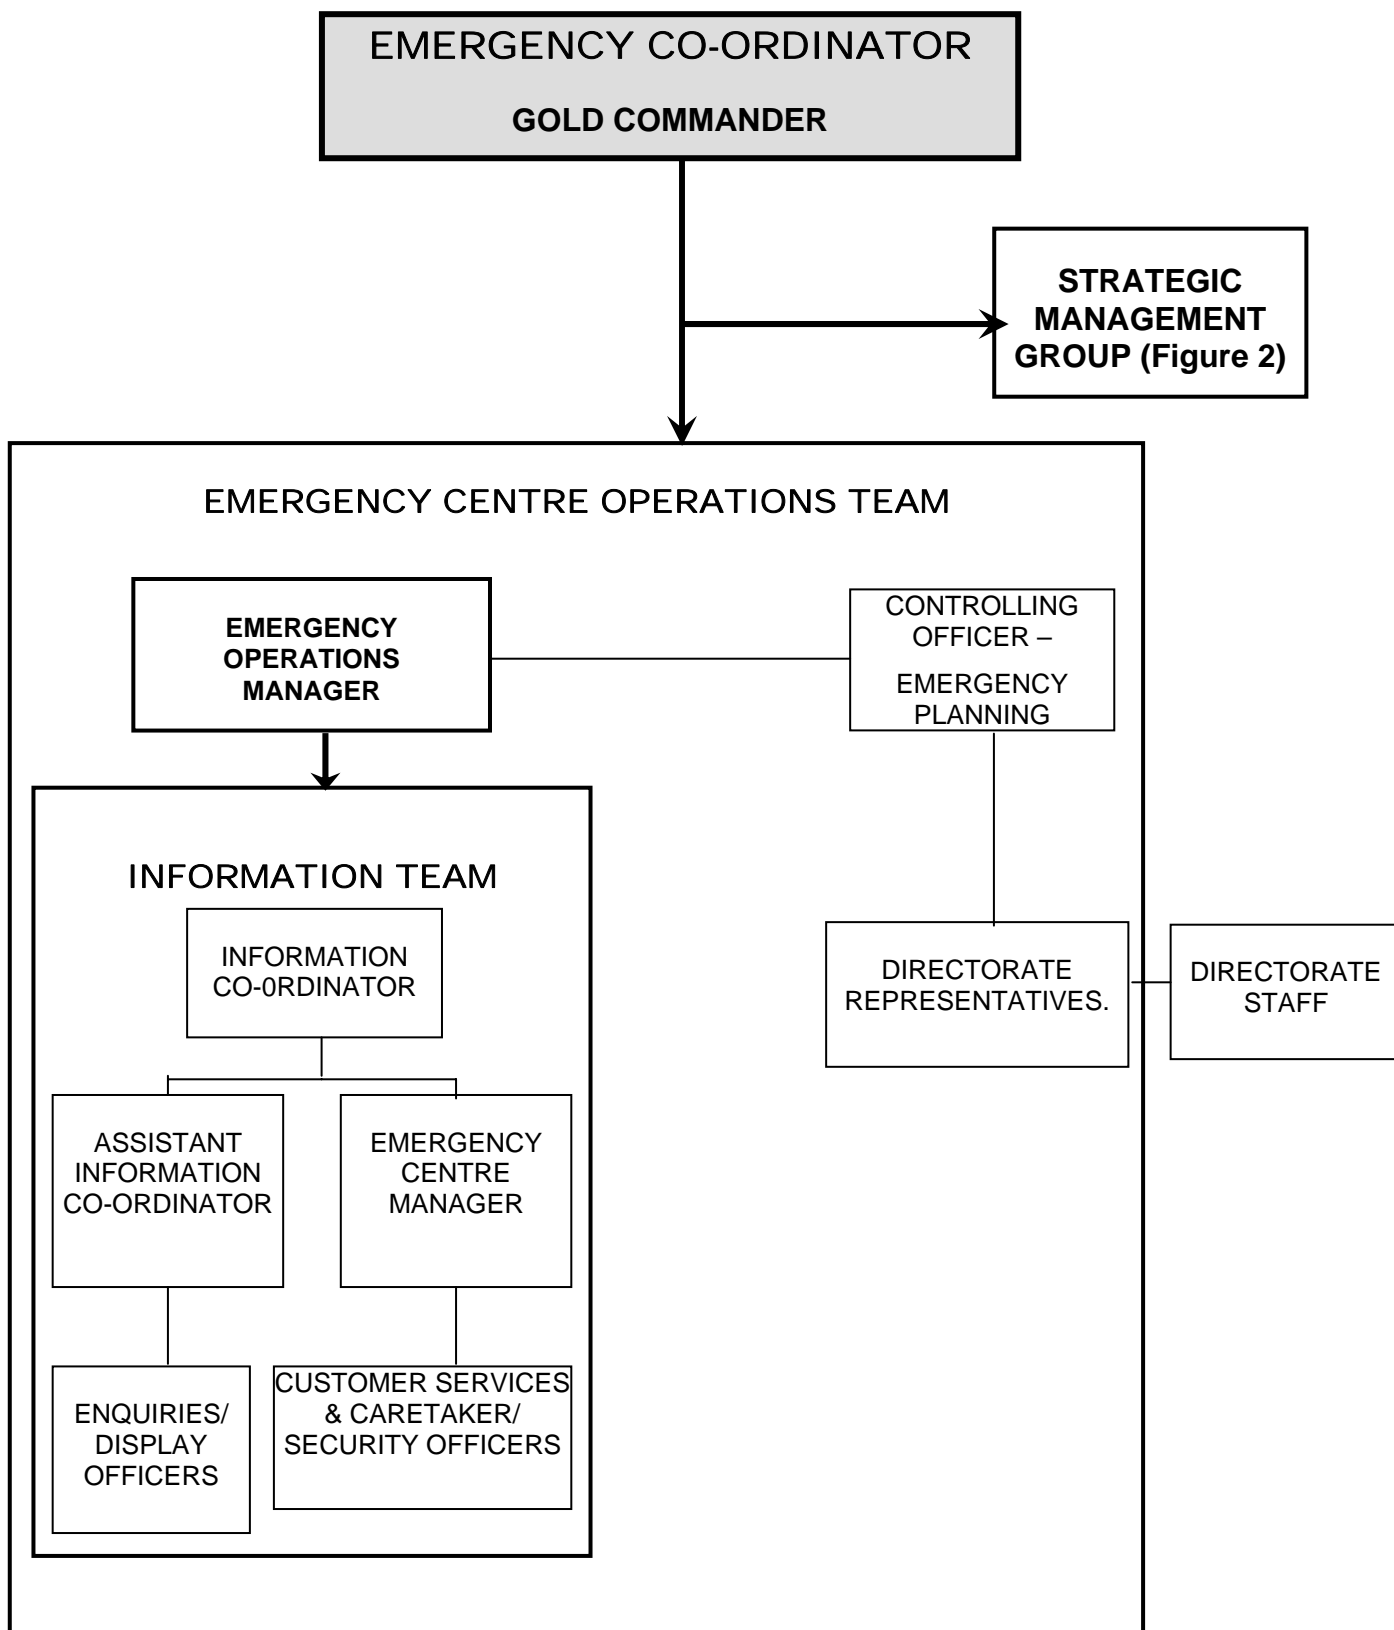 EMERGENCY CO-ORDINATOR
GOLD COMMANDER
STRATEGIC
MANAGEMENT
GROUP (Figure 2)
EMERGENCY CENTRE OPERATIONS TEAM
EMERGENCY
OPERATIONS
MANAGER
CONTROLLING
OFFICER –
EMERGENCY
PLANNING
INFORMATION TEAM
INFORMATION
CO-0RDINATOR
DIRECTORATE
REPRESENTATIVES.
DIRECTORATE
STAFF
ASSISTANT
INFORMATION
CO-ORDINATOR
EMERGENCY
CENTRE
MANAGER
ENQUIRIES/
DISPLAY
OFFICERS
CUSTOMER SERVICES
& CARETAKER/
SECURITY OFFICERS